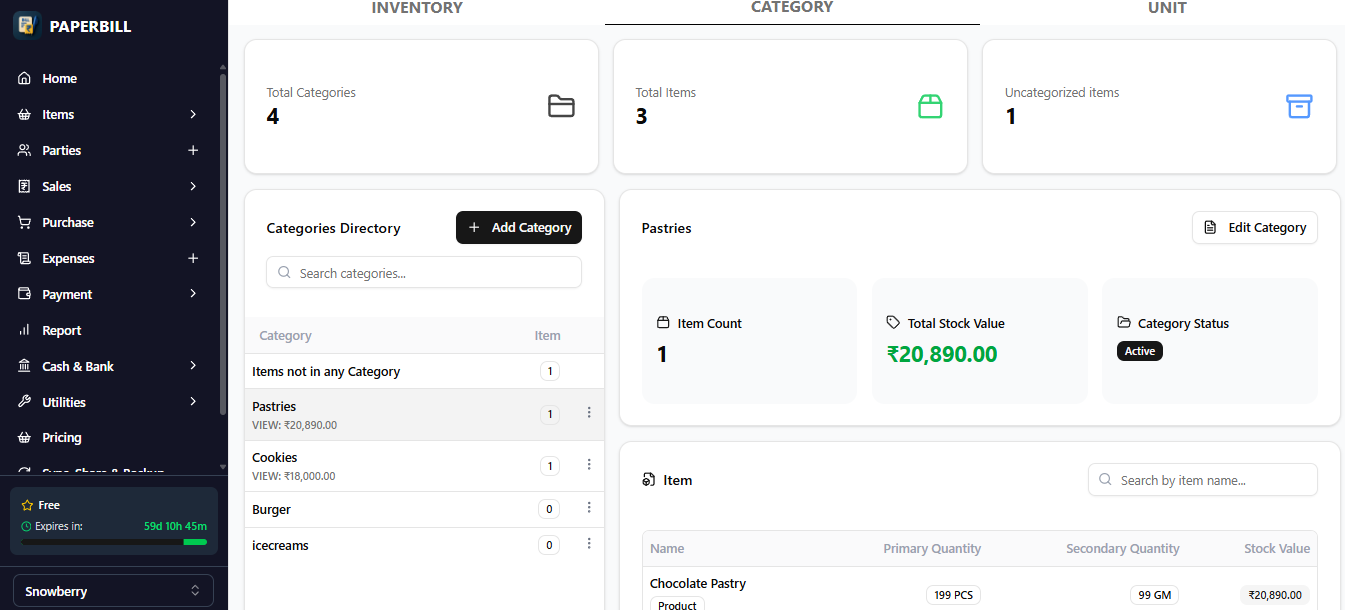 PAPERBILL
Home
Items
Parties
Sales
Purchase
Expenses
Payment
Report
Cash & Bank
Utilities
Pricing
Sync, Share & Backup
Free
Expires in: 59d 10h 45m
Snowberry
INVENTORY CATEGORY UNIT
Total Categories
4
Total Items
3
Uncategorized items
1
Categories Directory
+ Add Category
Search categories...
Category Item
Items not in any Category 1
Pastries 1
VIEW: ₹20,890.00
Cookies 1
VIEW: ₹18,000.00
Burger 0
icecreams 0
Pastries
Edit Category
Item Count
1
Total Stock Value
₹20,890.00
Category Status
Active
Item
Search by item name...
Name Primary Quantity Secondary Quantity Stock Value
Chocolate Pastry 199 PCS 99 GM ₹20,890.00
Product